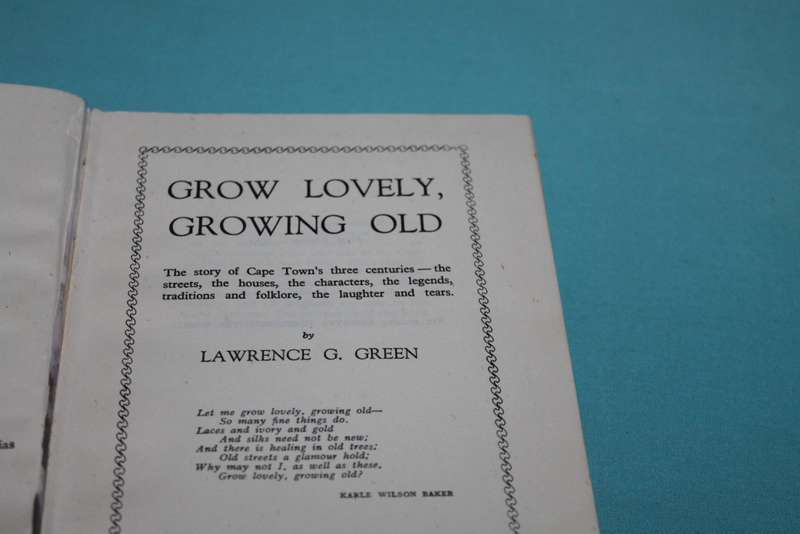 GROW LOVELY,
GROWING OLD
The story of Cape Town's three centuries — the
streets, the houses, the characters, the legends,
traditions and folklore, the laughter and tears.
by
LAWRENCE G. GREEN
Let me grow lovely, growing old—
So many fine things do.
Laces and ivory and gold
And silks need not be new;
And there is healing in old trees;
Old streets a glamour hold;
Why may not I, as well as these,
Grow lovely, growing old?
KARLE WILSON BAKER